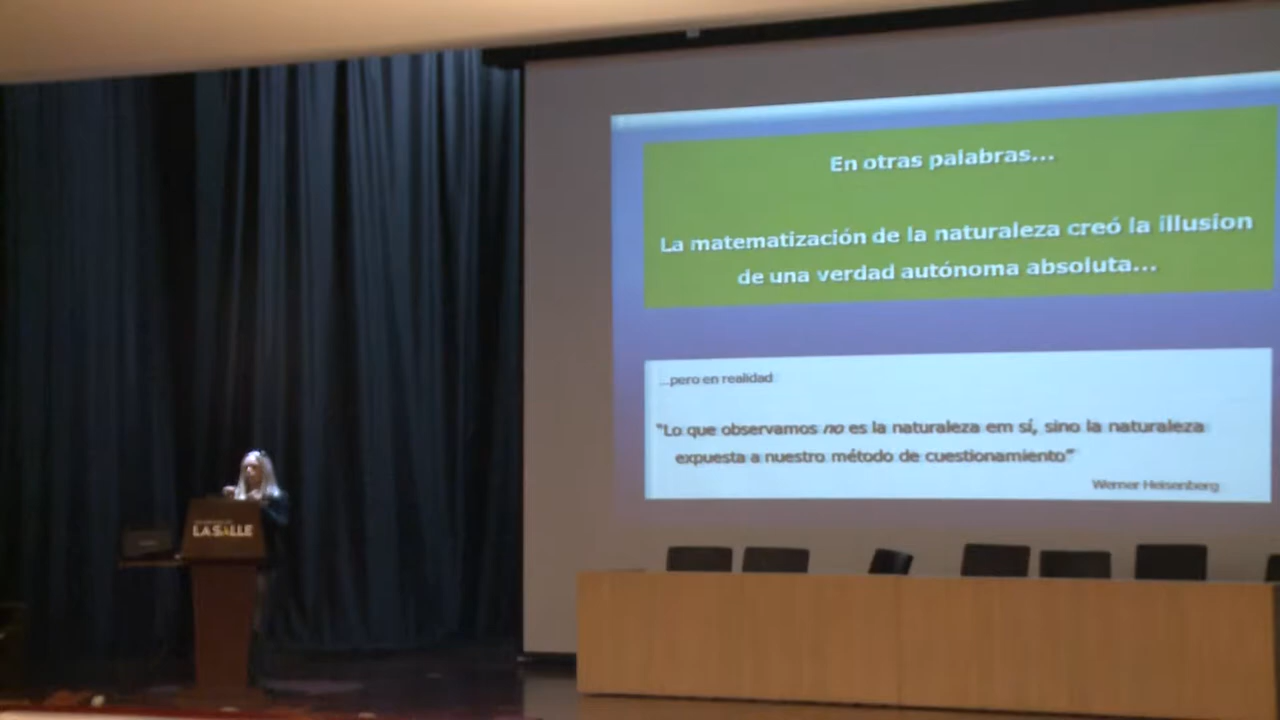 En otras palabras...
La matematización de la naturaleza creó la illusion
de una verdad autónoma absoluta...
...pero en realidad
"Lo que observamos no es la naturaleza em sí, sino la naturaleza
expuesta a nuestro método de cuestionamiento"
Werner Heisenberg
LA SALLE